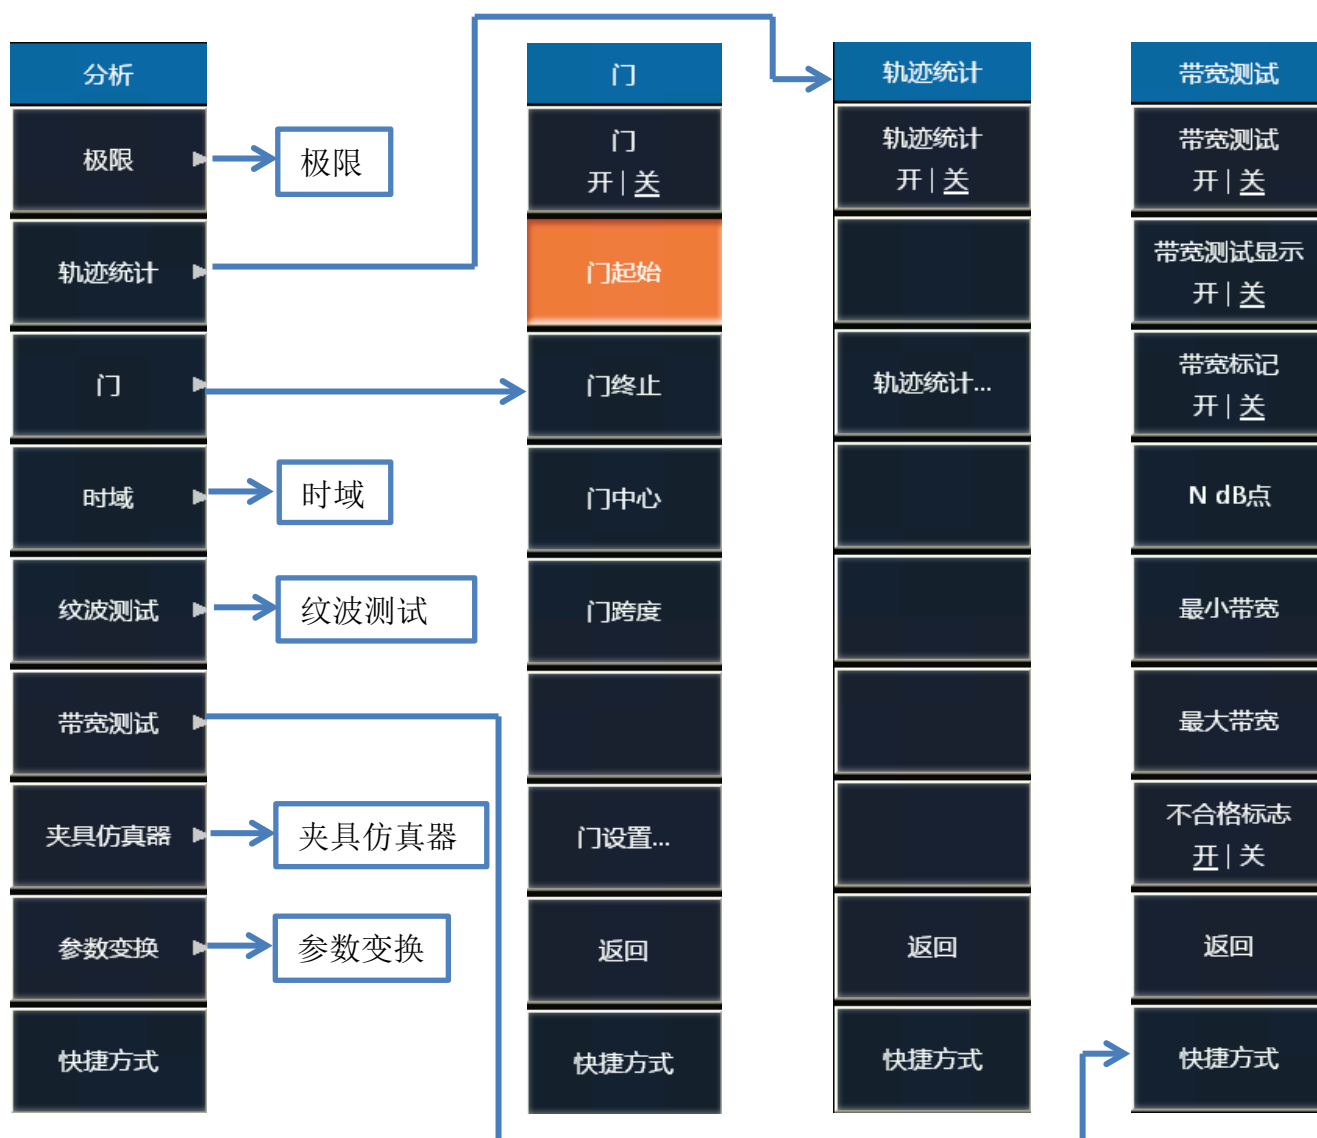 分析
极限
轨迹统计
门
时域
纹波测试
带宽测试
夹具仿真器
参数变换
快捷方式
极限
时域
纹波测试
夹具仿真器
参数变换
门
门
开 | 关
门起始
门终止
门中心
门跨度
门设置...
返回
快捷方式
轨迹统计
轨迹统计
开 | 关
轨迹统计...
返回
快捷方式
带宽测试
带宽测试
开 | 关
带宽测试显示
开 | 关
带宽标记
开 | 关
N dB点
最小带宽
最大带宽
不合格标志
开 | 关
返回
快捷方式